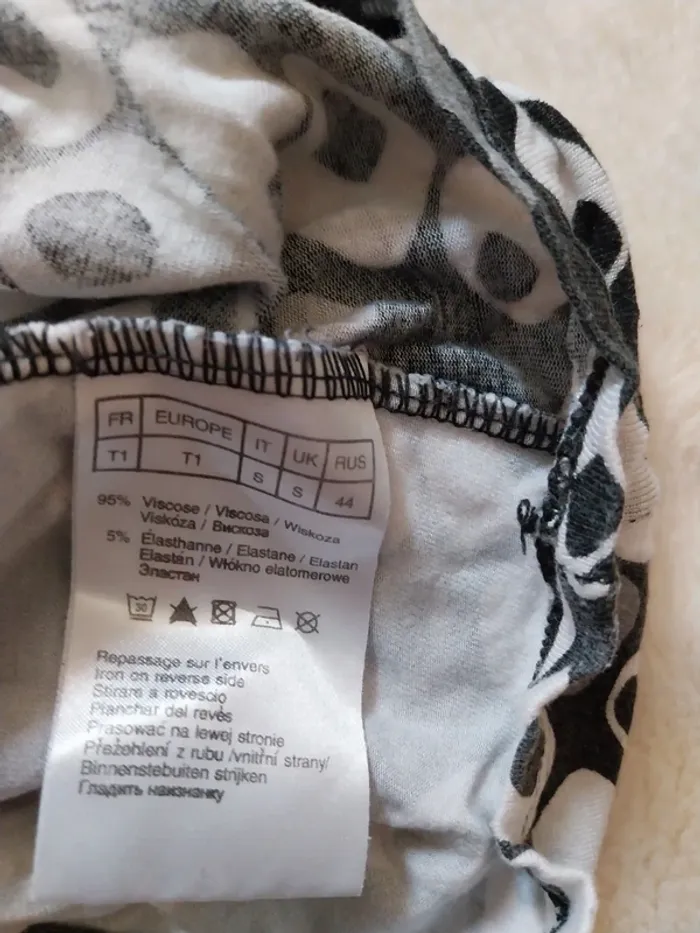 FR EUROPE IT UK RUS
T1 T1 S S 44
95% Viscose / Viscosa / Wiskoza
Viskóza / Вискоза
5% Élasthanne / Elastane / Elastan
Elastán / Włókno elatomerowe
Эластан
30
Repassage sur l'envers
Iron on reverse side
Stirare a rovescio
Planchar del revès
Prasować na lewej stronie
Přežehlení z rubu /vnitřní strany/
Binnenstebuiten strijken
Гладить наизнанку